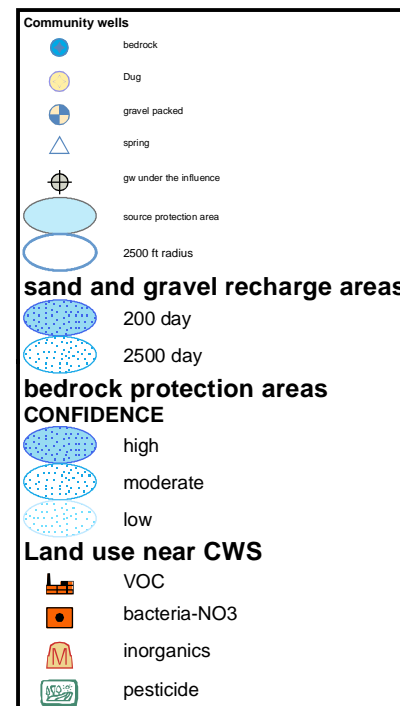 Community wells
bedrock
Dug
gravel packed
spring
gw under the influence
source protection area
2500 ft radius
sand and gravel recharge areas
200 day
2500 day
bedrock protection areas
CONFIDENCE
high
moderate
low
Land use near CWS
VOC
bacteria-NO3
M inorganics
pesticide